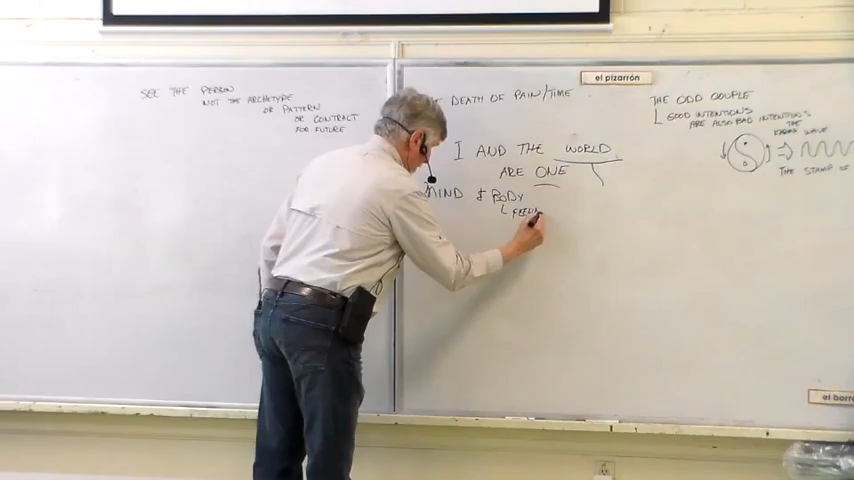 SEE THE PERSON
NOT THE ARCHETYPE
OR PATTERN
OR CONTRACT
FOR FUTURE
DEATH OF PAIN/TIME
I AND THE WORLD
ARE ONE
MIND & BODY
el pizarrón
THE ODD COUPLE
GOOD INTENTIONS
ARE ALSO BAD INTENTIONS
THE
WAVE
THE STAMP OF
el borr